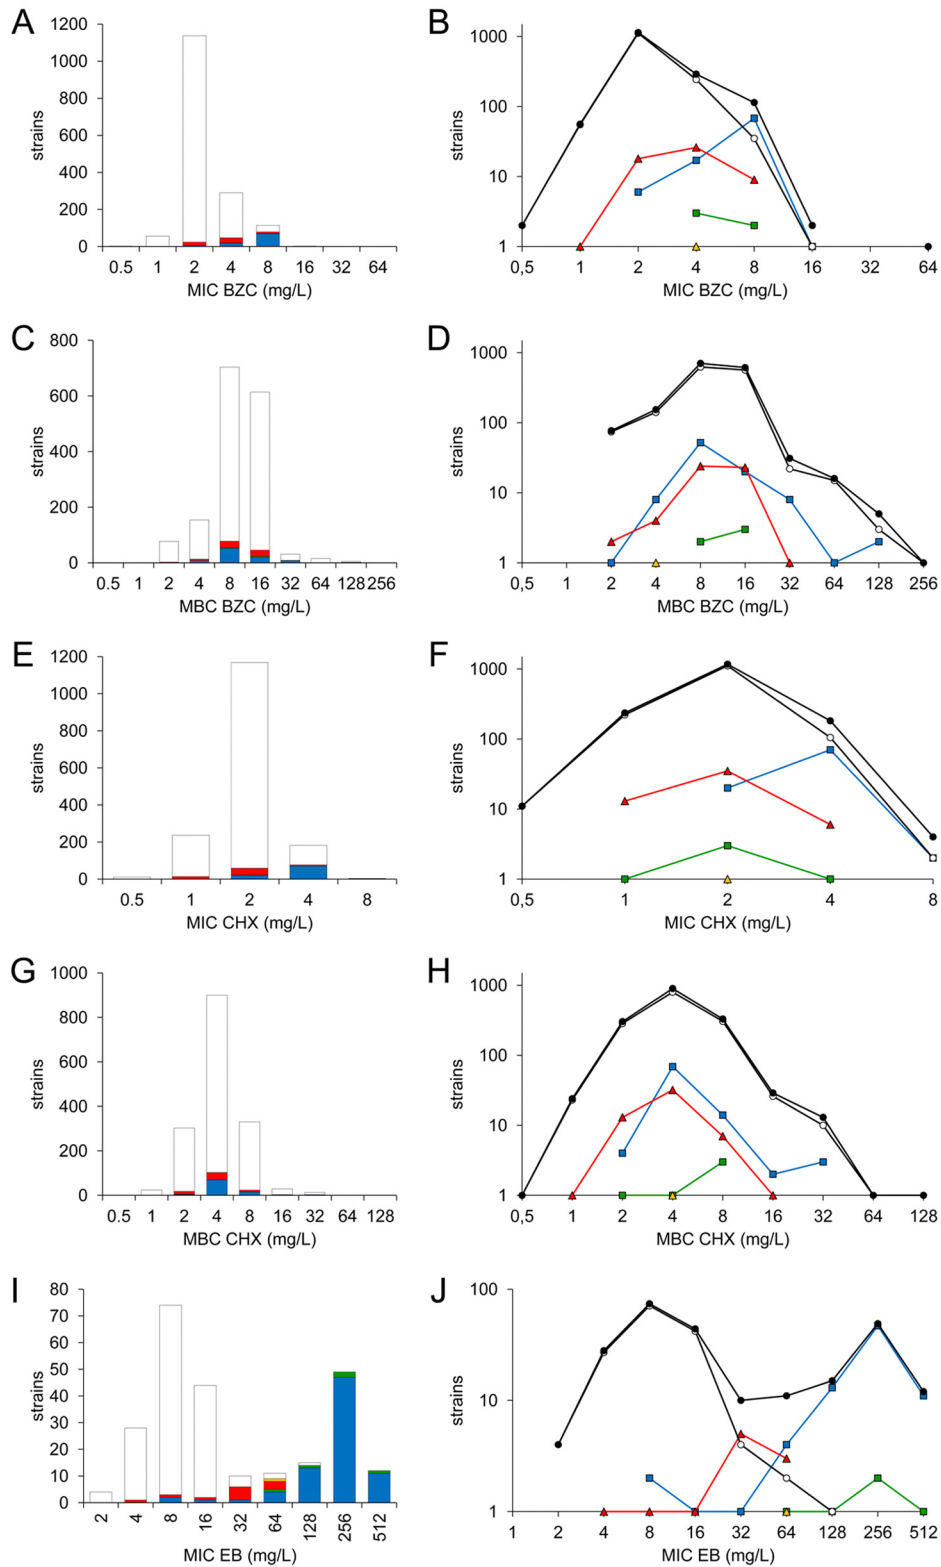 A
1200
1000
800
600
400
200
0
strains
0.5 1 2 4 8 16 32 64
MIC BZC (mg/L)
B
1000
100
10
1
strains
0,5 1 2 4 8 16 32 64
MIC BZC (mg/L)
C
800
600
400
200
0
strains
0.5 1 2 4 8 16 32 64 128 256
MBC BZC (mg/L)
D
1000
100
10
1
strains
0,5 1 2 4 8 16 32 64 128 256
MBC BZC (mg/L)
E
1200
1000
800
600
400
200
0
strains
0.5 1 2 4 8
MIC CHX (mg/L)
F
1000
100
10
1
strains
0,5 1 2 4 8
MIC CHX (mg/L)
G
1000
800
600
400
200
0
strains
0.5 1 2 4 8 16 32 64 128
MBC CHX (mg/L)
H
1000
100
10
1
strains
0,5 1 2 4 8 16 32 64 128
MBC CHX (mg/L)
I
80
70
60
50
40
30
20
10
0
strains
2 4 8 16 32 64 128 256 512
MIC EB (mg/L)
J
100
10
1
strains
1 2 4 8 16 32 64 128 256 512
MIC EB (mg/L)